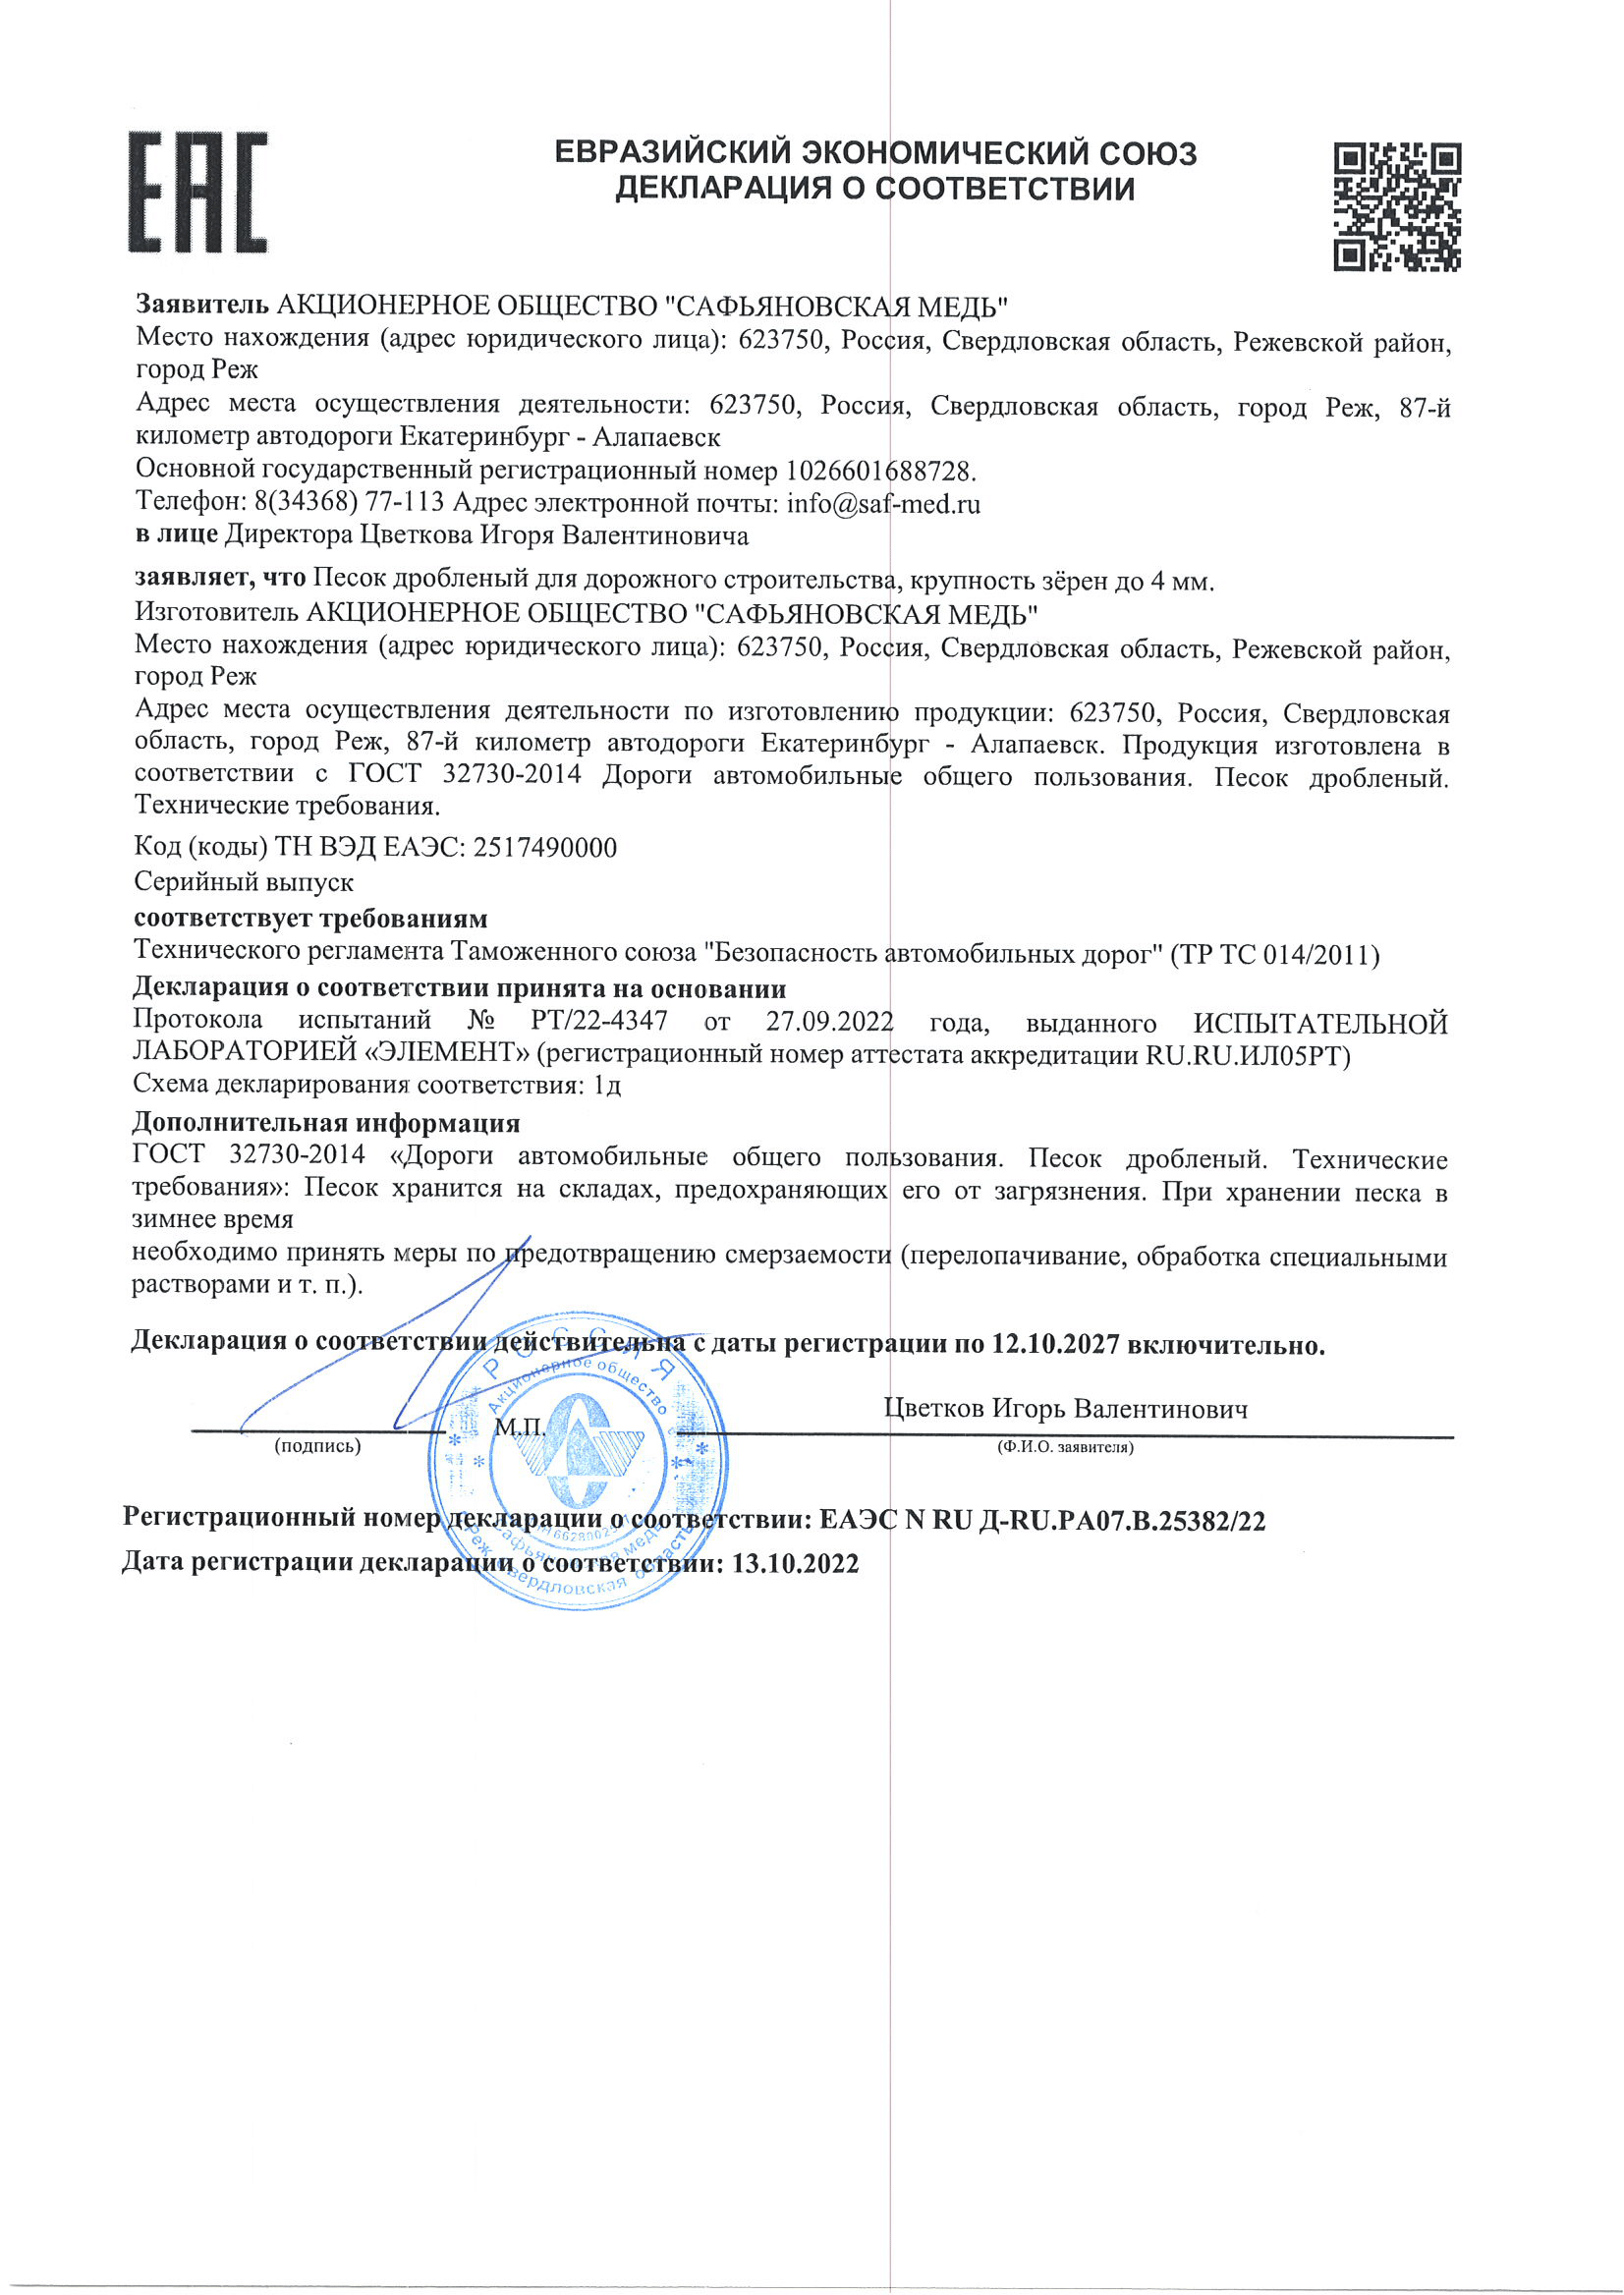 ЕАС
ЕВРАЗИЙСКИЙ ЭКОНОМИЧЕСКИЙ СОЮЗ
ДЕКЛАРАЦИЯ О СООТВЕТСТВИИ
Заявитель АКЦИОНЕРНОЕ ОБЩЕСТВО "САФЬЯНОВСКАЯ МЕДЬ"
Место нахождения (адрес юридического лица): 623750, Россия, Свердловская область, Режевской район,
город Реж
Адрес места осуществления деятельности: 623750, Россия, Свердловская область, город Реж, 87-й
километр автодороги Екатеринбург - Алапаевск
Основной государственный регистрационный номер 1026601688728.
Телефон: 8(34368) 77-113 Адрес электронной почты: info@saf-med.ru
в лице Директора Цветкова Игоря Валентиновича
заявляет, что Песок дробленый для дорожного строительства, крупность зёрен до 4 мм.
Изготовитель АКЦИОНЕРНОЕ ОБЩЕСТВО "САФЬЯНОВСКАЯ МЕДЬ"
Место нахождения (адрес юридического лица): 623750, Россия, Свердловская область, Режевской район,
город Реж
Адрес места осуществления деятельности по изготовлению продукции: 623750, Россия, Свердловская
область, город Реж, 87-й километр автодороги Екатеринбург - Алапаевск. Продукция изготовлена в
соответствии с ГОСТ 32730-2014 Дороги автомобильные общего пользования. Песок дробленый.
Технические требования.
Код (коды) ТН ВЭД ЕАЭС: 2517490000
Серийный выпуск
соответствует требованиям
Технического регламента Таможенного союза "Безопасность автомобильных дорог" (ТР ТС 014/2011)
Декларация о соответствии принята на основании
Протокола испытаний № РТ/22-4347 от 27.09.2022 года, выданного ИСПЫТАТЕЛЬНОЙ
ЛАБОРАТОРИЕЙ «ЭЛЕМЕНТ» (регистрационный номер аттестата аккредитации RU.RU.ИЛ05РТ)
Схема декларирования соответствия: 1д
Дополнительная информация
ГОСТ 32730-2014 «Дороги автомобильные общего пользования. Песок дробленый. Технические
требования»: Песок хранится на складах, предохраняющих его от загрязнения. При хранении песка в
зимнее время
необходимо принять меры по предотвращению смерзаемости (перелопачивание, обработка специальными
растворами и т. п.).
Декларация о соответствии действительна с даты регистрации по 12.10.2027 включительно.
РОССИЯ
Акционерное общество
Цветков Игорь Валентинович
М.П.
(подпись)
(Ф.И.О. заявителя)
Регистрационный номер декларации о соответствии: ЕАЭС N RU Д-RU.РА07.В.25382/22
Дата регистрации декларации о соответствии: 13.10.2022
Сафьяновская медь
Реж Свердловская область